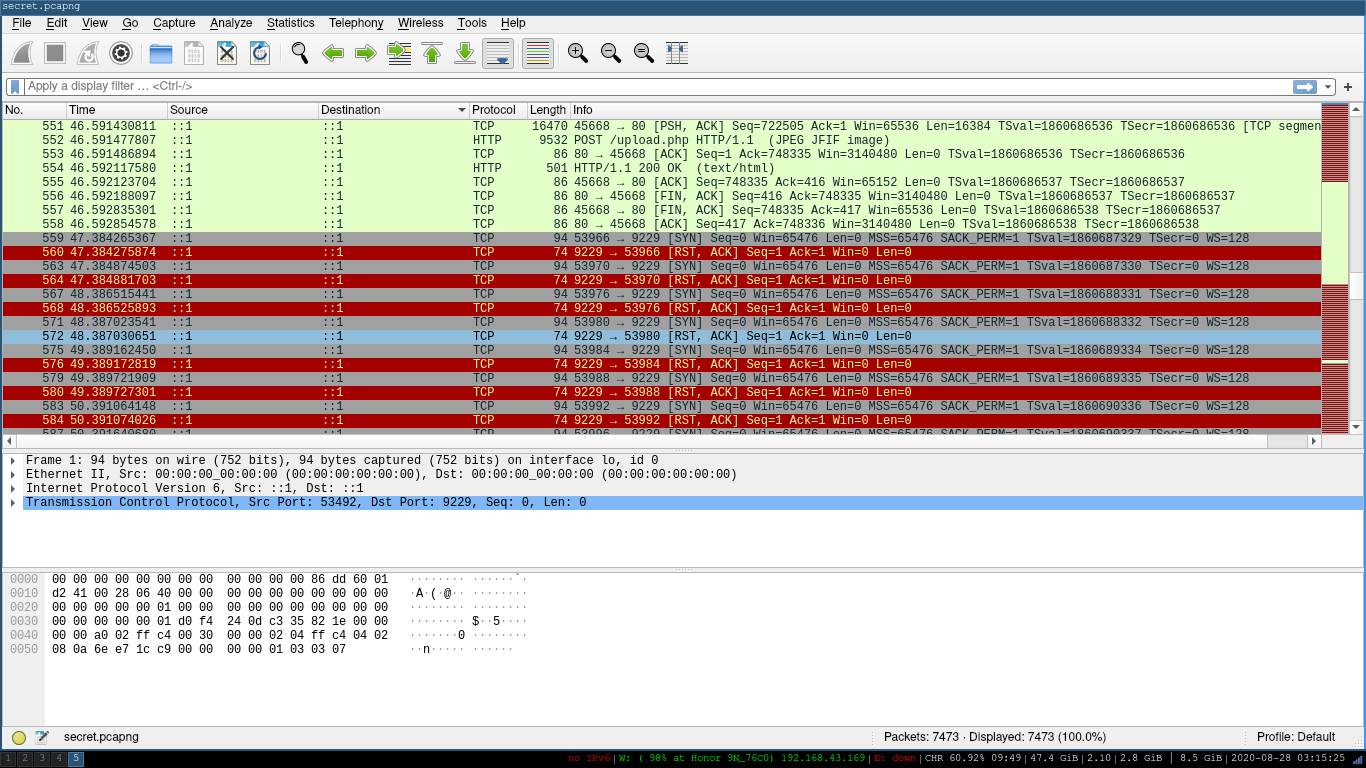 secret.pcapng
File Edit View Go Capture Analyze Statistics Telephony Wireless Tools Help
Apply a display filter … <Ctrl-/>
No. Time Source Destination Protocol Length Info
551 46.591430811 ::1 ::1 TCP 16470 45668 → 80 [PSH, ACK] Seq=722505 Ack=1 Win=65536 Len=16384 TSval=1860686536 TSecr=1860686536 [TCP segmen
552 46.591477807 ::1 ::1 HTTP 9532 POST /upload.php HTTP/1.1 (JPEG JFIF image)
553 46.591486894 ::1 ::1 TCP 86 80 → 45668 [ACK] Seq=1 Ack=748335 Win=3140480 Len=0 TSval=1860686536 TSecr=1860686536
554 46.592117580 ::1 ::1 HTTP 501 HTTP/1.1 200 OK (text/html)
555 46.592123704 ::1 ::1 TCP 86 45668 → 80 [ACK] Seq=748335 Ack=416 Win=65152 Len=0 TSval=1860686537 TSecr=1860686537
556 46.592188097 ::1 ::1 TCP 86 80 → 45668 [FIN, ACK] Seq=416 Ack=748335 Win=3140480 Len=0 TSval=1860686537 TSecr=1860686537
557 46.592835301 ::1 ::1 TCP 86 45668 → 80 [FIN, ACK] Seq=748335 Ack=417 Win=65536 Len=0 TSval=1860686538 TSecr=1860686537
558 46.592854578 ::1 ::1 TCP 86 80 → 45668 [ACK] Seq=417 Ack=748336 Win=3140480 Len=0 TSval=1860686538 TSecr=1860686538
559 47.384265367 ::1 ::1 TCP 94 53966 → 9229 [SYN] Seq=0 Win=65476 Len=0 MSS=65476 SACK_PERM=1 TSval=1860687329 TSecr=0 WS=128
560 47.384275874 ::1 ::1 TCP 74 9229 → 53966 [RST, ACK] Seq=1 Ack=1 Win=0 Len=0
563 47.384874503 ::1 ::1 TCP 94 53970 → 9229 [SYN] Seq=0 Win=65476 Len=0 MSS=65476 SACK_PERM=1 TSval=1860687330 TSecr=0 WS=128
564 47.384881703 ::1 ::1 TCP 74 9229 → 53970 [RST, ACK] Seq=1 Ack=1 Win=0 Len=0
567 48.386515441 ::1 ::1 TCP 94 53976 → 9229 [SYN] Seq=0 Win=65476 Len=0 MSS=65476 SACK_PERM=1 TSval=1860688331 TSecr=0 WS=128
568 48.386525893 ::1 ::1 TCP 74 9229 → 53976 [RST, ACK] Seq=1 Ack=1 Win=0 Len=0
571 48.387023541 ::1 ::1 TCP 94 53980 → 9229 [SYN] Seq=0 Win=65476 Len=0 MSS=65476 SACK_PERM=1 TSval=1860688332 TSecr=0 WS=128
572 48.387030651 ::1 ::1 TCP 74 9229 → 53980 [RST, ACK] Seq=1 Ack=1 Win=0 Len=0
575 49.389162450 ::1 ::1 TCP 94 53984 → 9229 [SYN] Seq=0 Win=65476 Len=0 MSS=65476 SACK_PERM=1 TSval=1860689334 TSecr=0 WS=128
576 49.389172819 ::1 ::1 TCP 74 9229 → 53984 [RST, ACK] Seq=1 Ack=1 Win=0 Len=0
579 49.389721909 ::1 ::1 TCP 94 53988 → 9229 [SYN] Seq=0 Win=65476 Len=0 MSS=65476 SACK_PERM=1 TSval=1860689335 TSecr=0 WS=128
580 49.389727301 ::1 ::1 TCP 74 9229 → 53988 [RST, ACK] Seq=1 Ack=1 Win=0 Len=0
583 50.391064148 ::1 ::1 TCP 94 53992 → 9229 [SYN] Seq=0 Win=65476 Len=0 MSS=65476 SACK_PERM=1 TSval=1860690336 TSecr=0 WS=128
584 50.391074026 ::1 ::1 TCP 74 9229 → 53992 [RST, ACK] Seq=1 Ack=1 Win=0 Len=0
Frame 1: 94 bytes on wire (752 bits), 94 bytes captured (752 bits) on interface lo, id 0
Ethernet II, Src: 00:00:00_00:00:00 (00:00:00:00:00:00), Dst: 00:00:00_00:00:00 (00:00:00:00:00:00)
Internet Protocol Version 6, Src: ::1, Dst: ::1
Transmission Control Protocol, Src Port: 53492, Dst Port: 9229, Seq: 0, Len: 0
0000 00 00 00 00 00 00 00 00 00 00 00 00 86 dd 60 01 ········ ······`·
0010 d2 41 00 28 06 40 00 00 00 00 00 00 00 00 00 00 ·A·(·@·· ········
0020 00 00 00 00 00 01 00 00 00 00 00 00 00 00 00 00 ········ ········
0030 00 00 00 00 00 01 d0 f4 24 0d c3 35 82 1e 00 00 ········ $··5····
0040 00 00 a0 02 ff c4 00 30 00 00 02 04 ff c4 04 02 ·······0 ········
0050 08 0a 6e e7 1c c9 00 00 00 00 01 03 03 07 ··n····· ······
secret.pcapng Packets: 7473 · Displayed: 7473 (100.0%) Profile: Default
1 2 3 4 5 no IPv6|W: ( 98% at Honor 9N_76C0) 192.168.43.169|E: down|CHR 60.92% 09:49|47.4 GiB|2.10|2.8 GiB | 8.5 GiB|2020-08-28 03:15:25